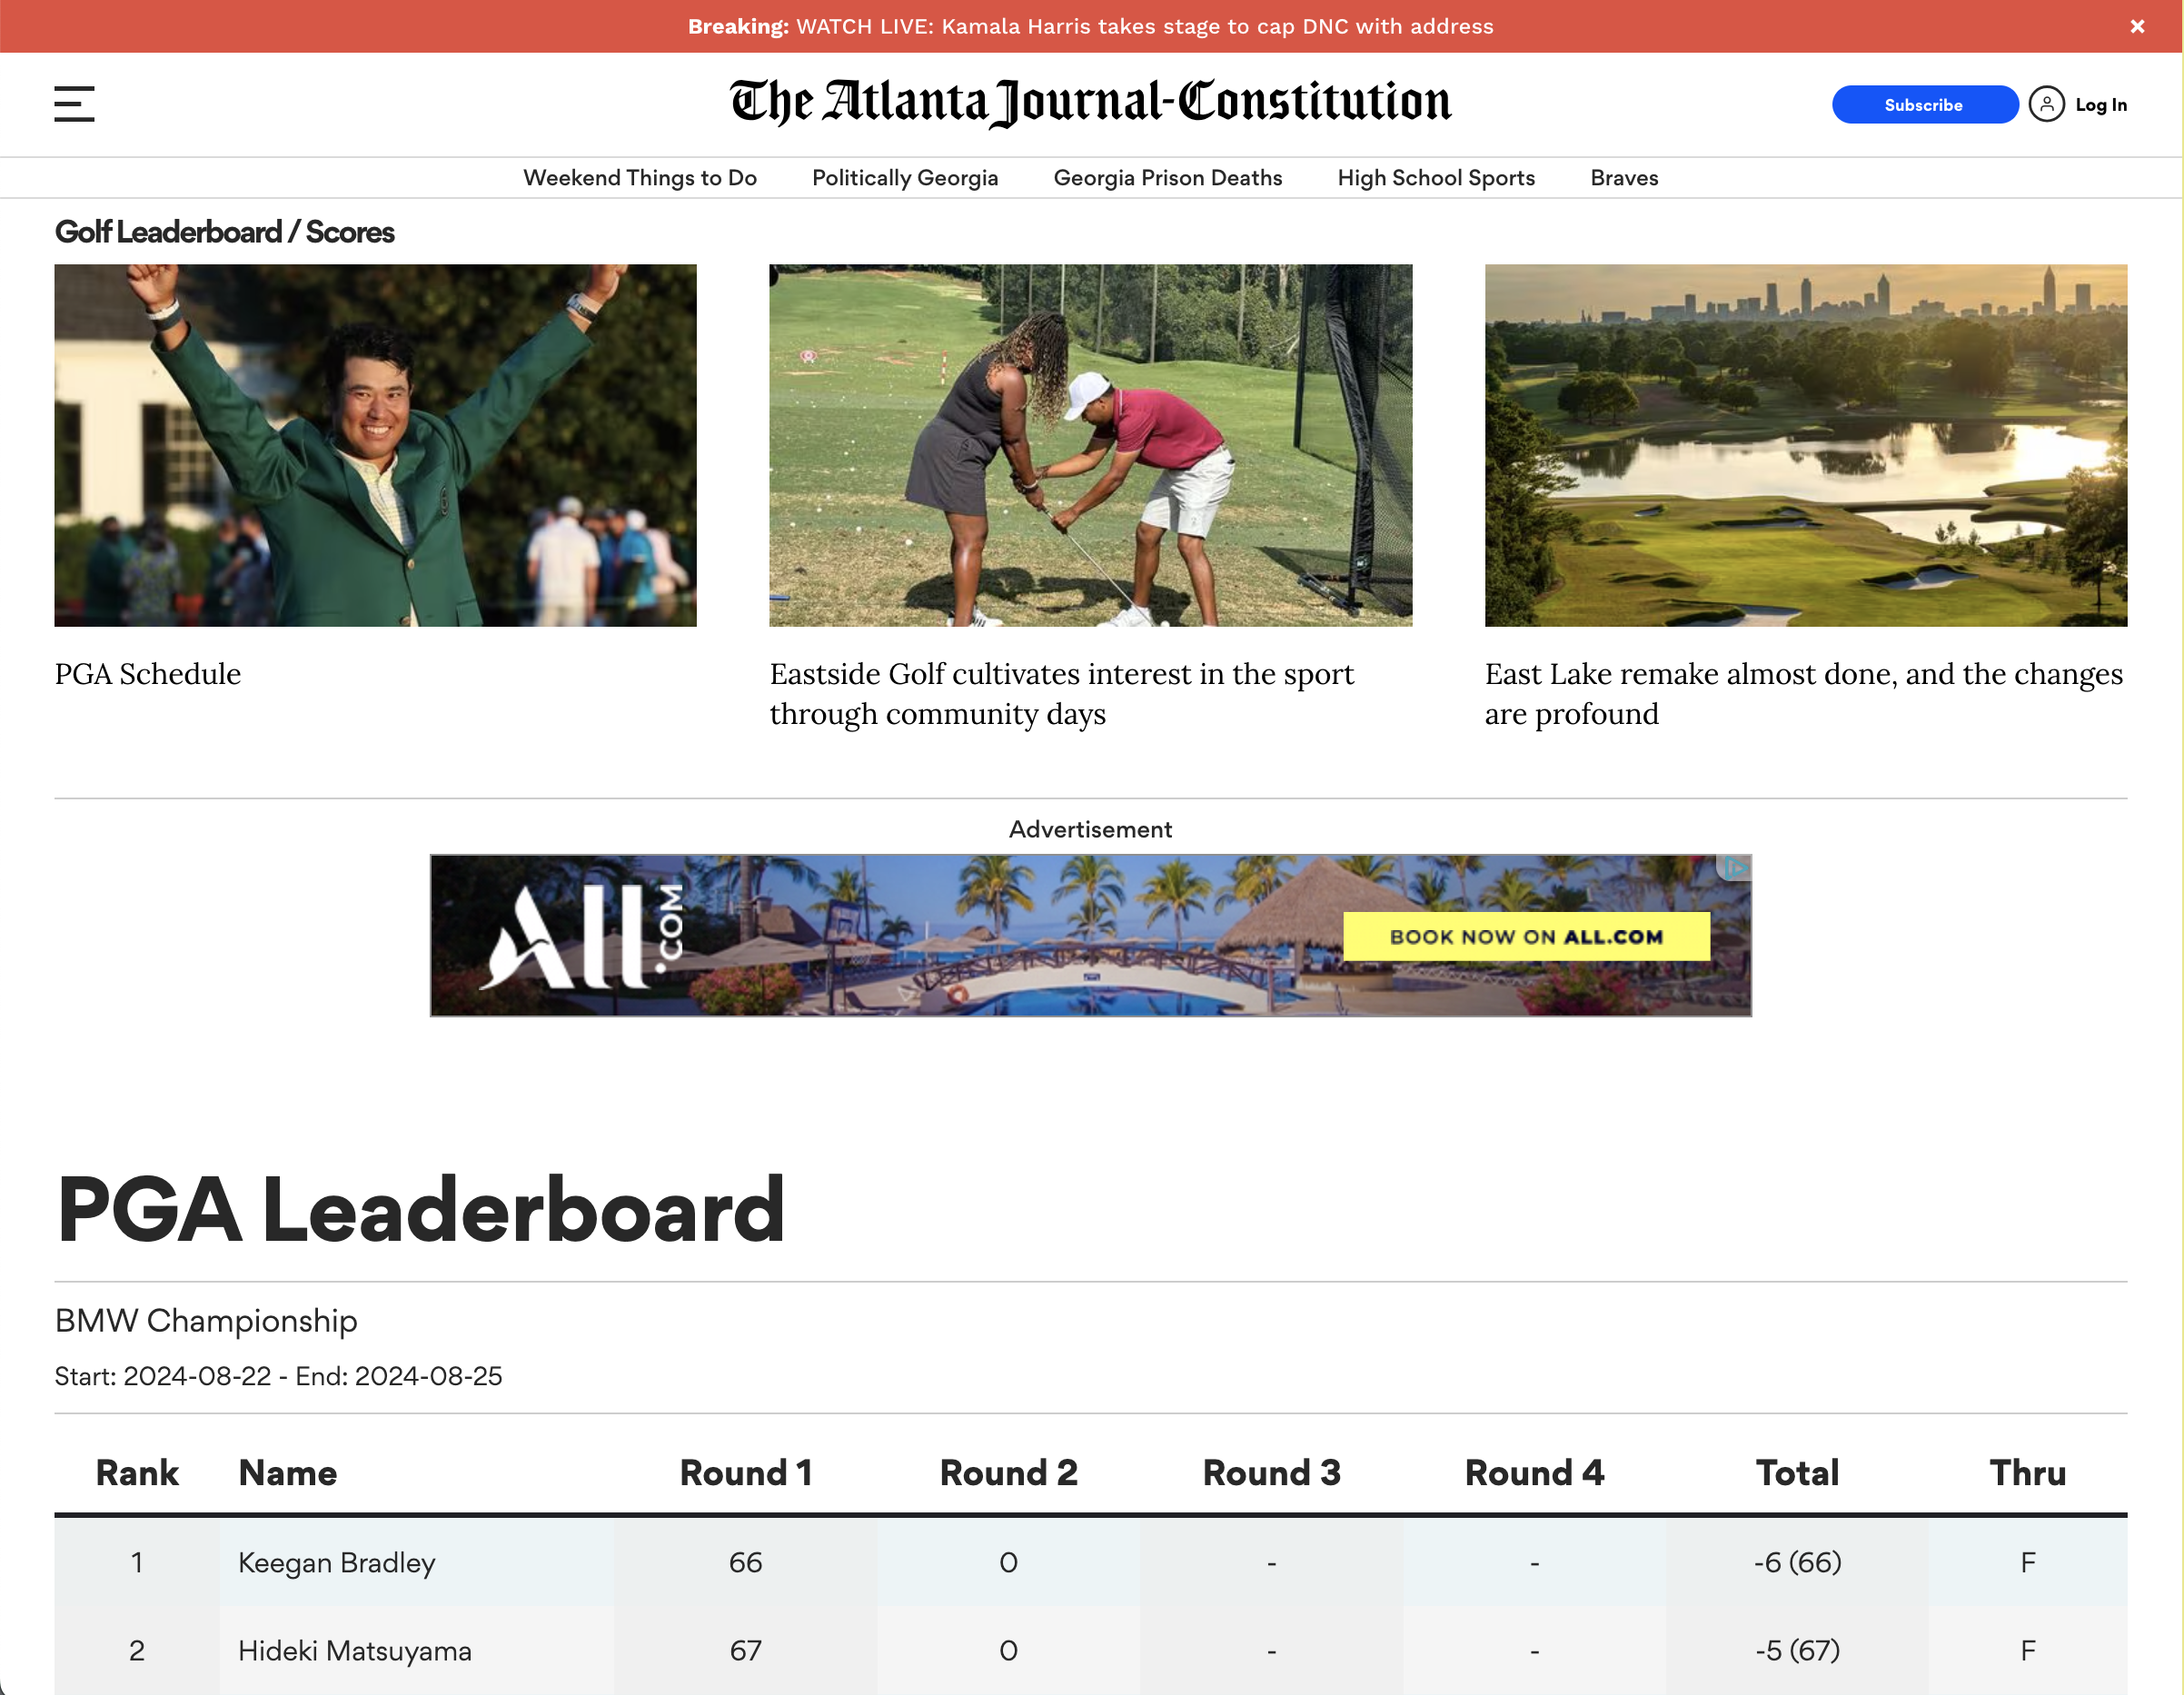 Breaking: WATCH LIVE: Kamala Harris takes stage to cap DNC with address
The Atlanta Journal-Constitution
Subscribe
Log In
Weekend Things to Do Politically Georgia Georgia Prison Deaths High School Sports Braves
Golf Leaderboard / Scores
PGA Schedule
Eastside Golf cultivates interest in the sport
through community days
East Lake remake almost done, and the changes
are profound
Advertisement
All.COM
BOOK NOW ON ALL.COM
PGA Leaderboard
BMW Championship
Start: 2024-08-22 - End: 2024-08-25
Rank Name Round 1 Round 2 Round 3 Round 4 Total Thru
1 Keegan Bradley 66 0 - - -6 (66) F
2 Hideki Matsuyama 67 0 - - -5 (67) F